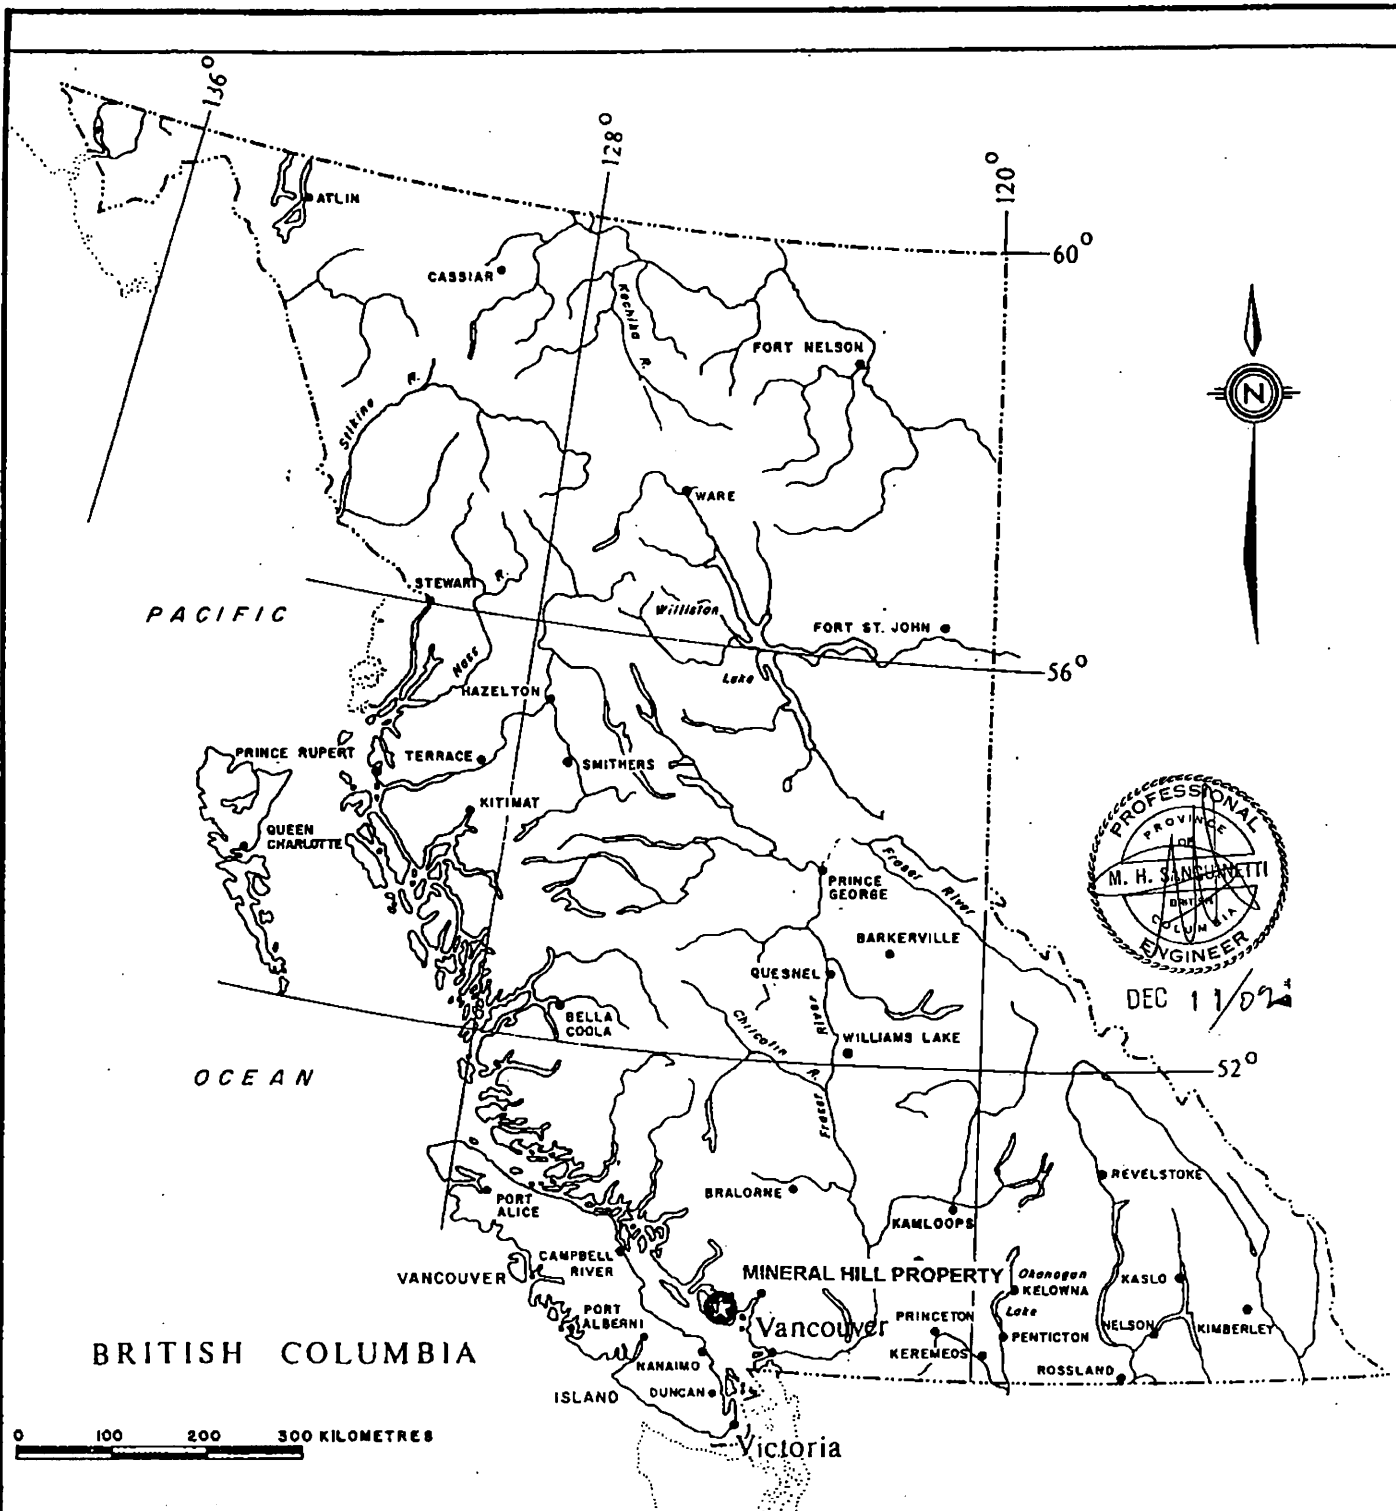 136°
128°
120°
60°
ATLIN
CASSIAR
Kechika R.
FORT NELSON
N
Stikine R.
WARE
STEWART
PACIFIC
Williston
FORT ST. JOHN
Nass R.
Lake
56°
HAZELTON
PRINCE RUPERT
TERRACE
SMITHERS
KITIMAT
QUEEN
CHARLOTTE
PROFESSIONAL
PROVINCE
OF
M. H. SANGUINETTI
BRITISH
COLUMBIA
ENGINEER
Fraser River
PRINCE
GEORGE
BARKERVILLE
QUESNEL
DEC 11/02
BELLA
COOLA
Chilcotin R.
Fraser River
WILLIAMS LAKE
OCEAN
52°
PORT
ALICE
BRALORNE
REVELSTOKE
KAMLOOPS
CAMPBELL
RIVER
VANCOUVER
MINERAL HILL PROPERTY
Okanogan
KELOWNA
Lake
KASLO
PORT
ALBERNI
Vancouver
PRINCETON
PENTICTON
NELSON
KIMBERLEY
BRITISH COLUMBIA
NANAIMO
KEREMEOS
ROSSLAND
ISLAND
DUNCAN
Victoria
0 100 200 300 KILOMETRES